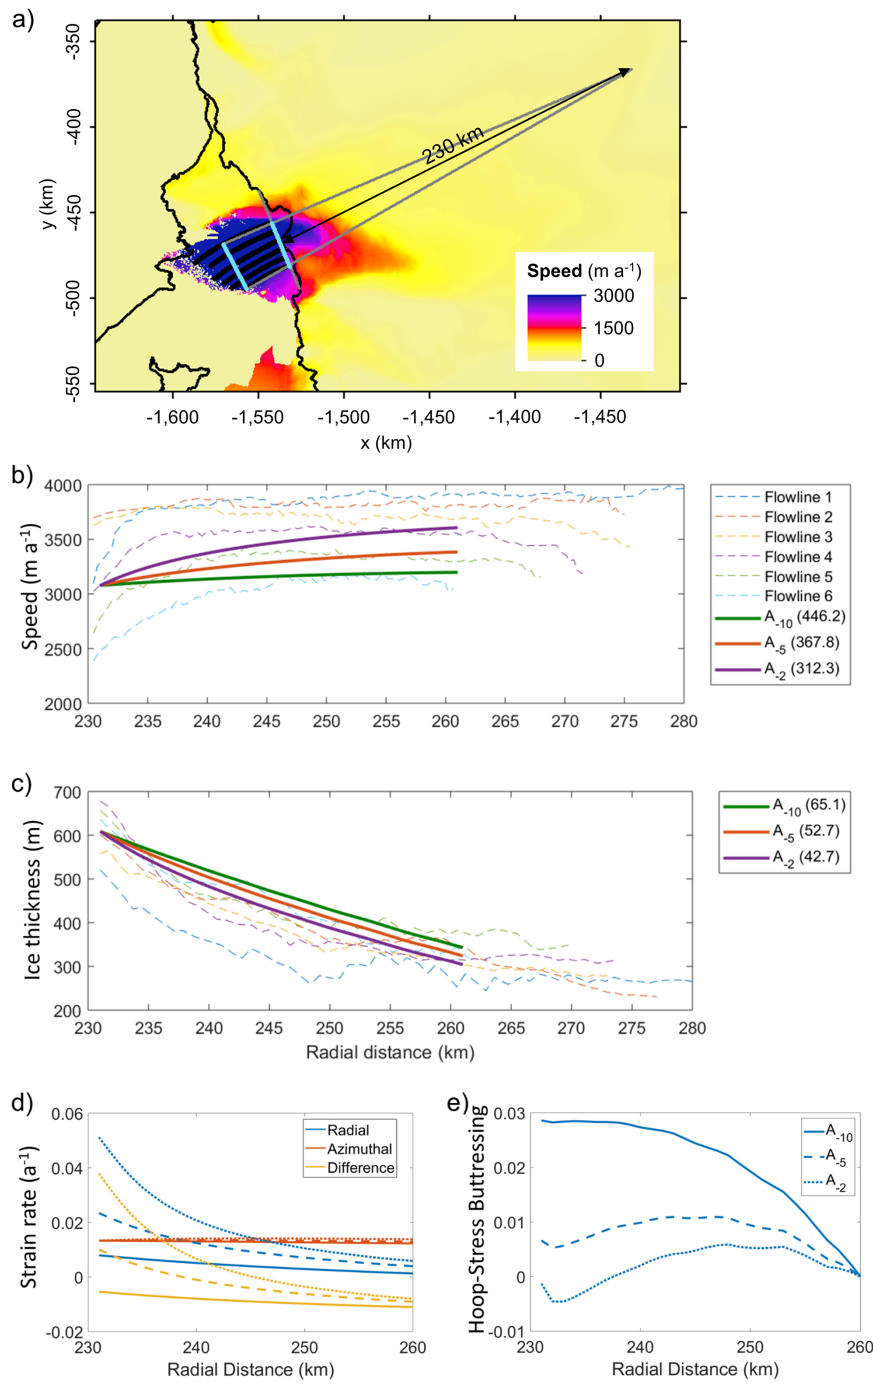 a)
-350
-400
-450
-500
-550
y (km)
230 km
Speed (m a-1)
3000
1500
0
-1,600
-1,550
-1,500
-1,450
-1,400
-1,450
x (km)
b)
4000
3500
3000
2500
2000
Speed (m a-1)
230
235
240
245
250
255
260
265
270
275
280
Flowline 1
Flowline 2
Flowline 3
Flowline 4
Flowline 5
Flowline 6
A-10 (446.2)
A-5 (367.8)
A-2 (312.3)
c)
700
600
500
400
300
200
Ice thickness (m)
230
235
240
245
250
255
260
265
270
275
280
Radial distance (km)
A-10 (65.1)
A-5 (52.7)
A-2 (42.7)
d)
0.06
0.04
0.02
0
-0.02
Strain rate (a-1)
230
240
250
260
Radial Distance (km)
Radial
Azimuthal
Difference
e)
0.03
0.02
0.01
0
-0.01
Hoop-Stress Buttressing
230
240
250
260
Radial Distance (km)
A-10
A-5
A-2